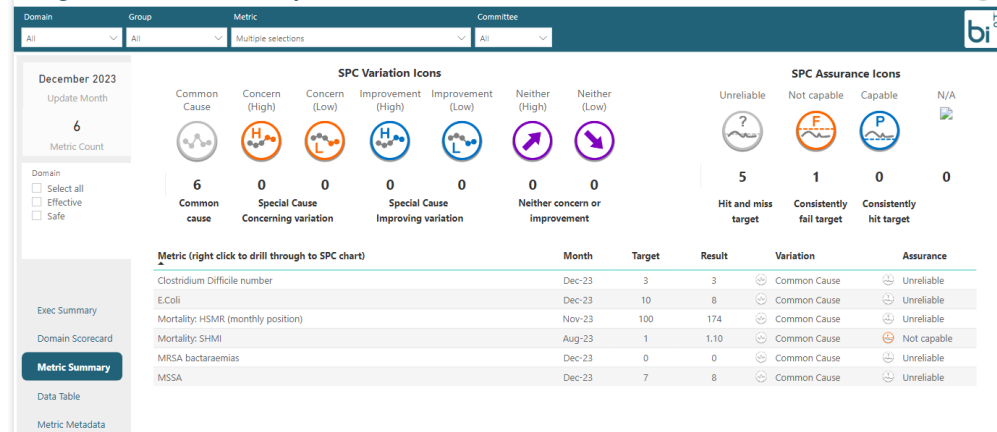 Domain Group Metric Committee
All All Multiple selections All
bi
December 2023
Update Month
6
Metric Count
Domain
Select all
Effective
Safe
Exec Summary
Domain Scorecard
Metric Summary
Data Table
Metric Metadata
SPC Variation Icons
Common Cause Concern (High) Concern (Low) Improvement (High) Improvement (Low) Neither (High) Neither (Low)
H L H L
6 0 0 0 0 0 0
Common cause Special Cause Concerning variation Special Cause Improving variation Neither concern or improvement
SPC Assurance Icons
Unreliable Not capable Capable N/A
? F P
5 1 0 0
Hit and miss target Consistently fail target Consistently hit target
Metric (right click to drill through to SPC chart) Month Target Result Variation Assurance
Clostridium Difficile number Dec-23 3 3 Common Cause Unreliable
E.Coli Dec-23 10 8 Common Cause Unreliable
Mortality: HSMR (monthly position) Nov-23 100 174 Common Cause Unreliable
Mortality: SHMI Aug-23 1 1.10 Common Cause Not capable
MRSA bactaraemias Dec-23 0 0 Common Cause Unreliable
MSSA Dec-23 7 8 Common Cause Unreliable